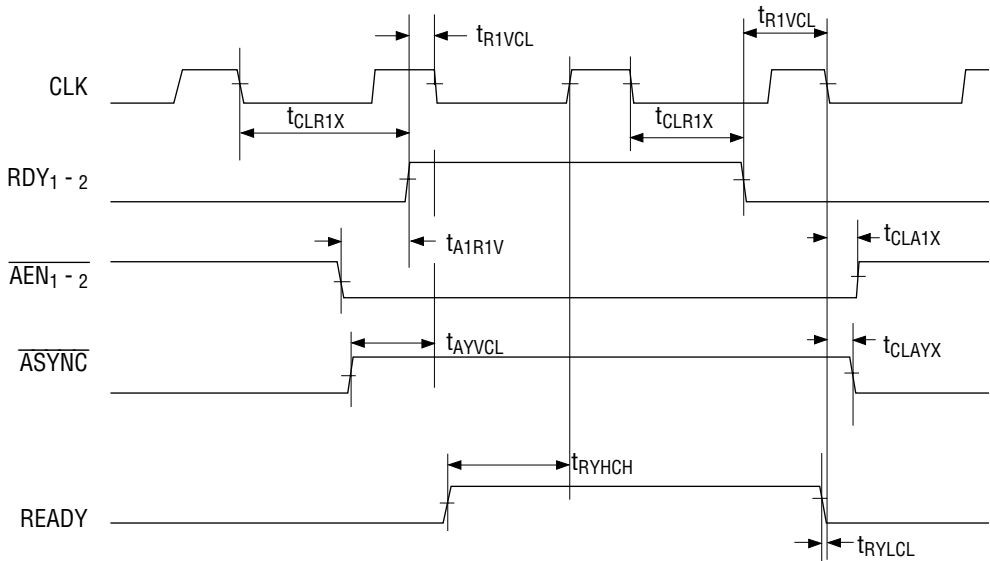 tR1VCL
tR1VCL
CLK
tCLR1X
tCLR1X
RDY1 - 2
tA1R1V
tCLA1X
AEN1 - 2
tAYVCL
tCLAYX
ASYNC
tRYHCH
READY
tRYLCL